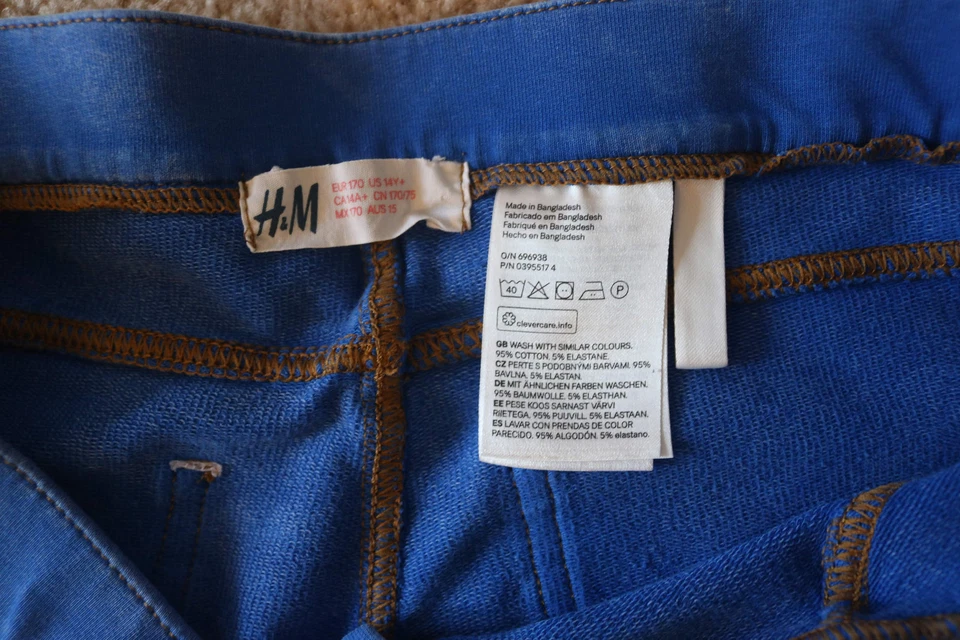 H&M
EUR 170 US 14Y+
CA 14A+ CN 170/75
MX 170 AUS 15
Made in Bangladesh
Fabricado em Bangladesh
Fabriqué en Bangladesh
Hecho en Bangladesh
O/N 696938
P/N 0395517 4
40 P
clevercare.info
GB WASH WITH SIMILAR COLOURS.
95% COTTON. 5% ELASTANE.
CZ PERTE S PODOBNÝMI BARVAMI. 95%
BAVLNA. 5% ELASTAN.
DE MIT ÄHNLICHEN FARBEN WASCHEN.
95% BAUMWOLLE. 5% ELASTHAN.
EE PESE KOOS SARNAST VÄRVI
RIIETEGA. 95% PUUVILL. 5% ELASTAAN.
ES LAVAR CON PRENDAS DE COLOR
PARECIDO. 95% ALGODÓN. 5% elastano.